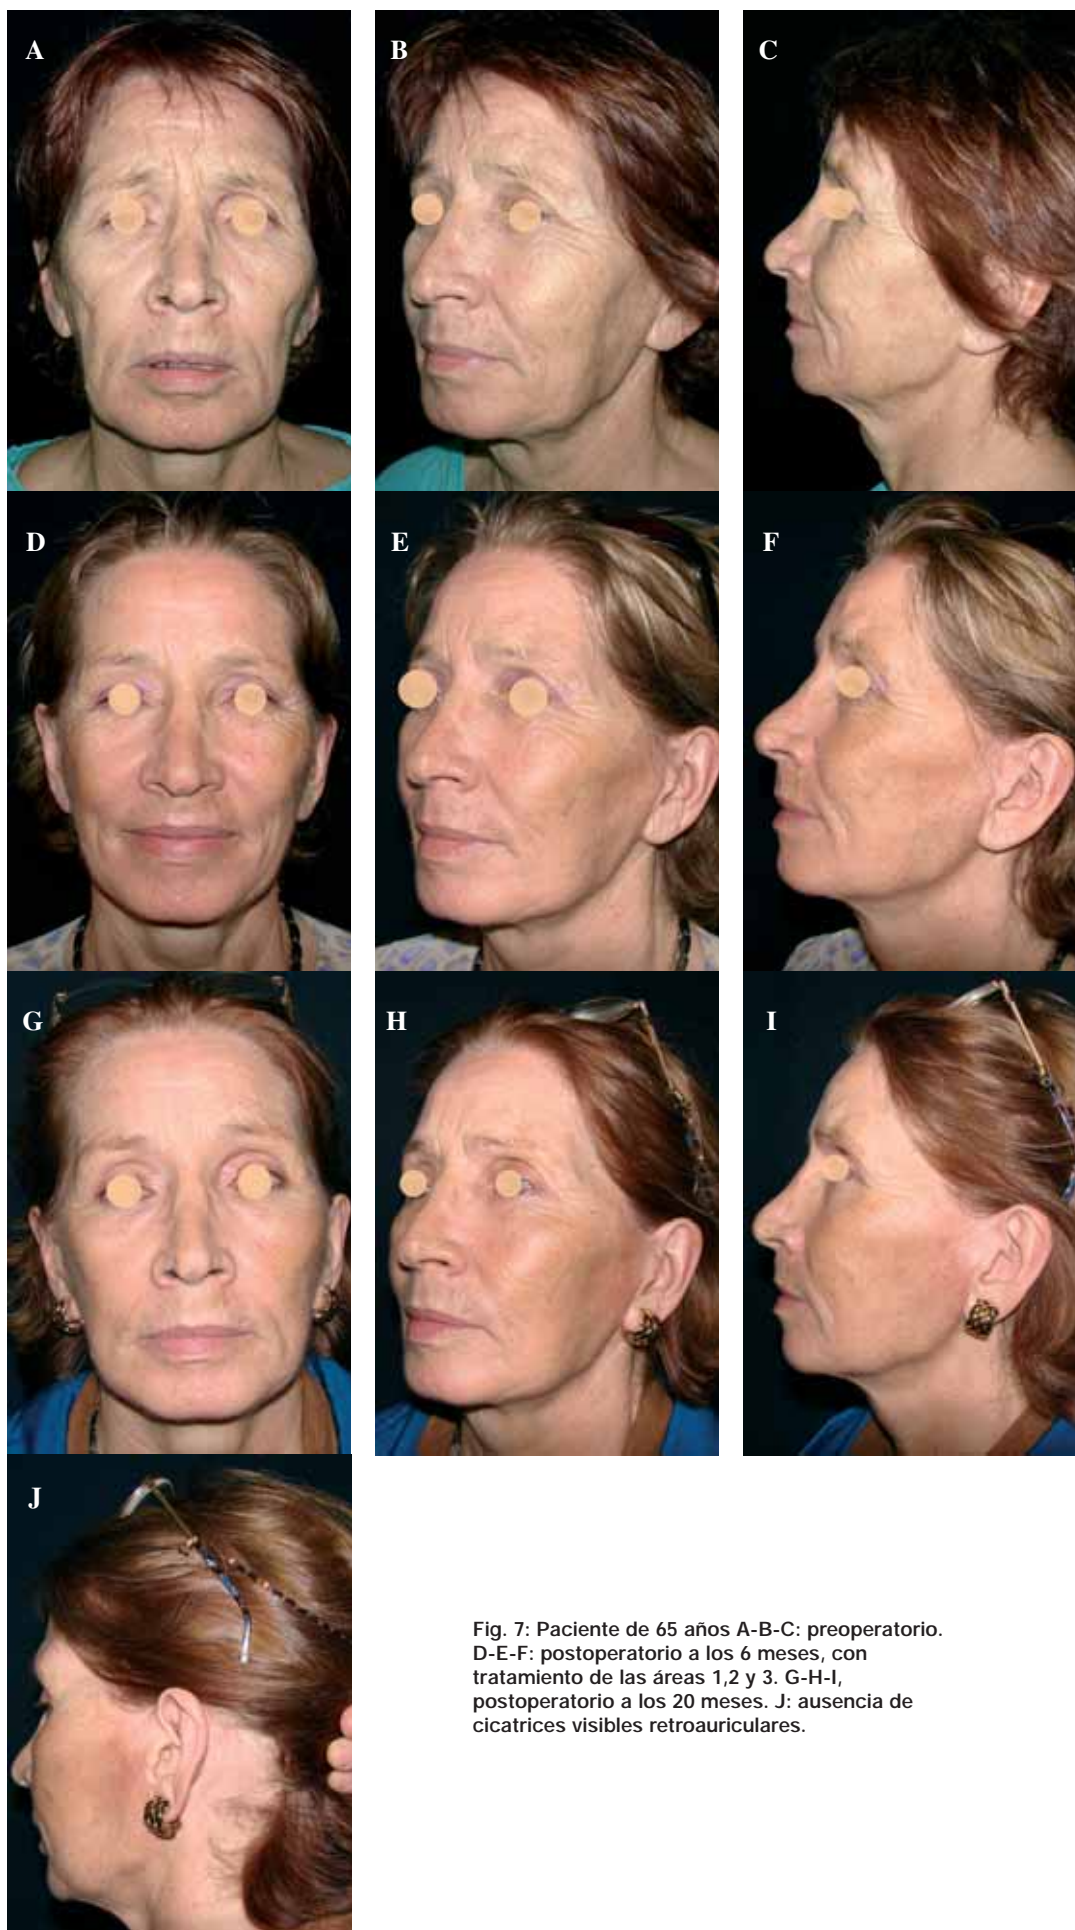 A
B
C
D
E
F
G
H
I
J
Fig. 7: Paciente de 65 años A-B-C: preoperatorio.
D-E-F: postoperatorio a los 6 meses, con
tratamiento de las áreas 1,2 y 3. G-H-I,
postoperatorio a los 20 meses. J: ausencia de
cicatrices visibles retroauriculares.